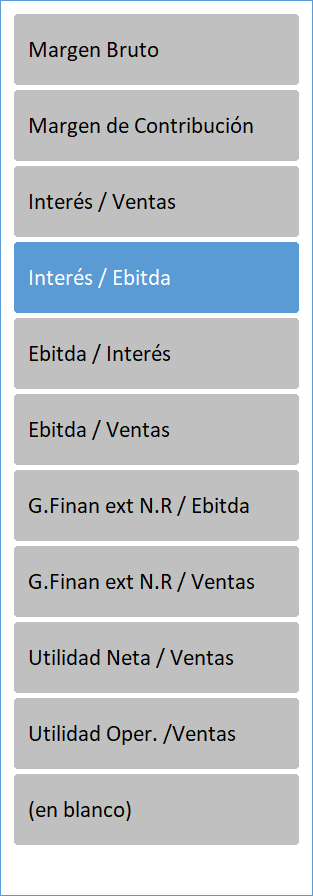 Margen Bruto
Margen de Contribución
Interés / Ventas
Interés / Ebitda
Ebitda / Interés
Ebitda / Ventas
G.Finan ext N.R / Ebitda
G.Finan ext N.R / Ventas
Utilidad Neta / Ventas
Utilidad Oper. /Ventas
(en blanco)